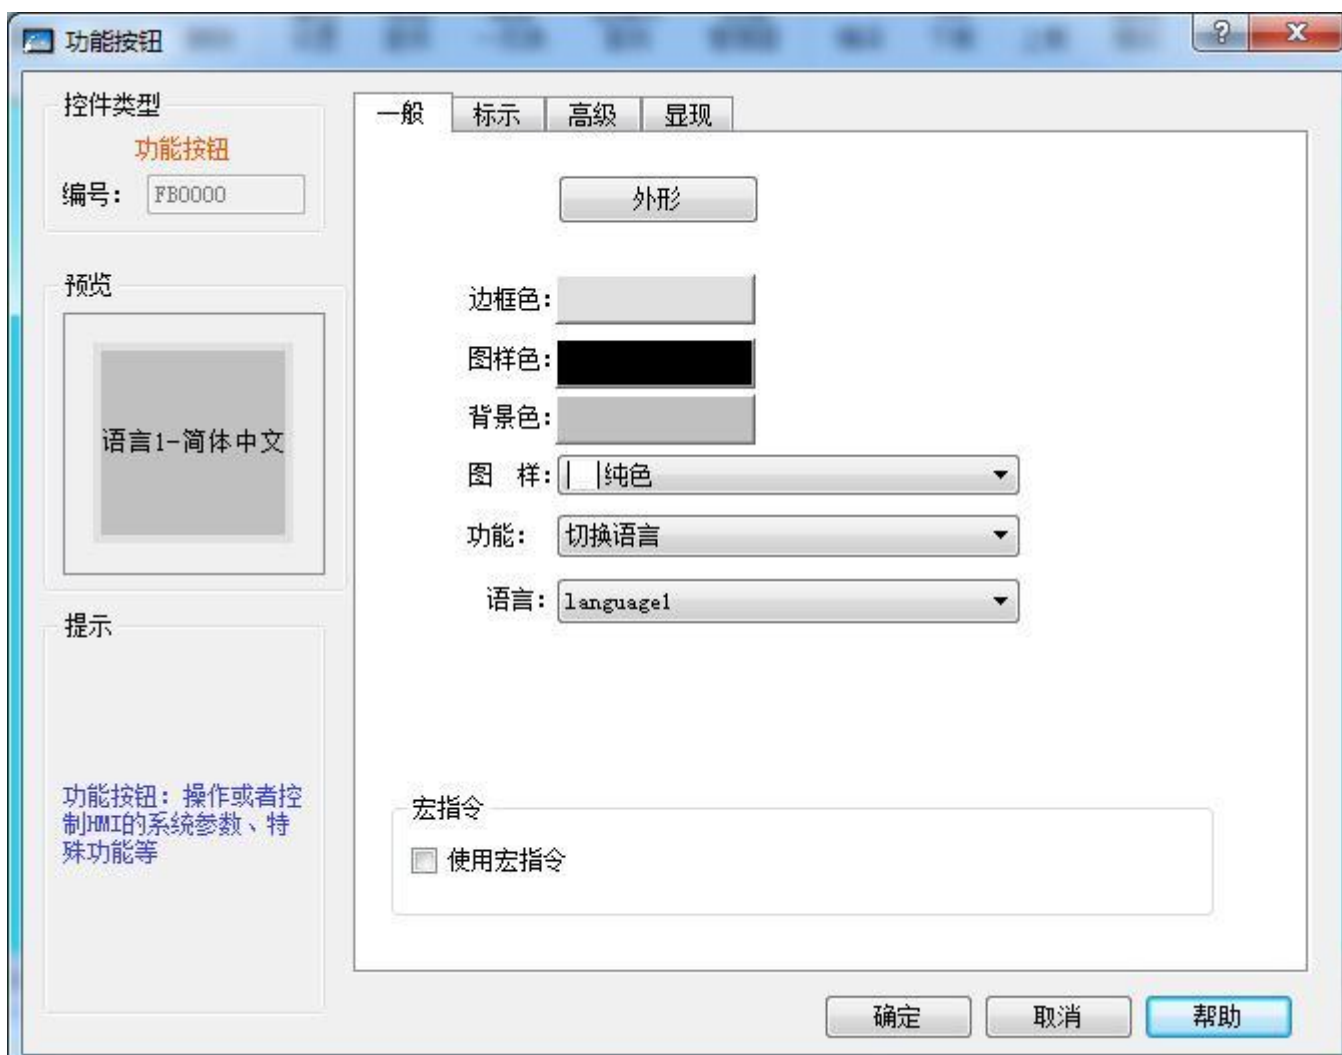 功能按钮
控件类型
功能按钮
编号： FB0000
预览
语言1-简体中文
提示
功能按钮：操作或者控
制HMI的系统参数、特
殊功能等
一般 标示 高级 显现
外形
边框色：
图样色：
背景色：
图 样： 纯色
功能： 切换语言
语言： language1
宏指令
使用宏指令
确定 取消 帮助